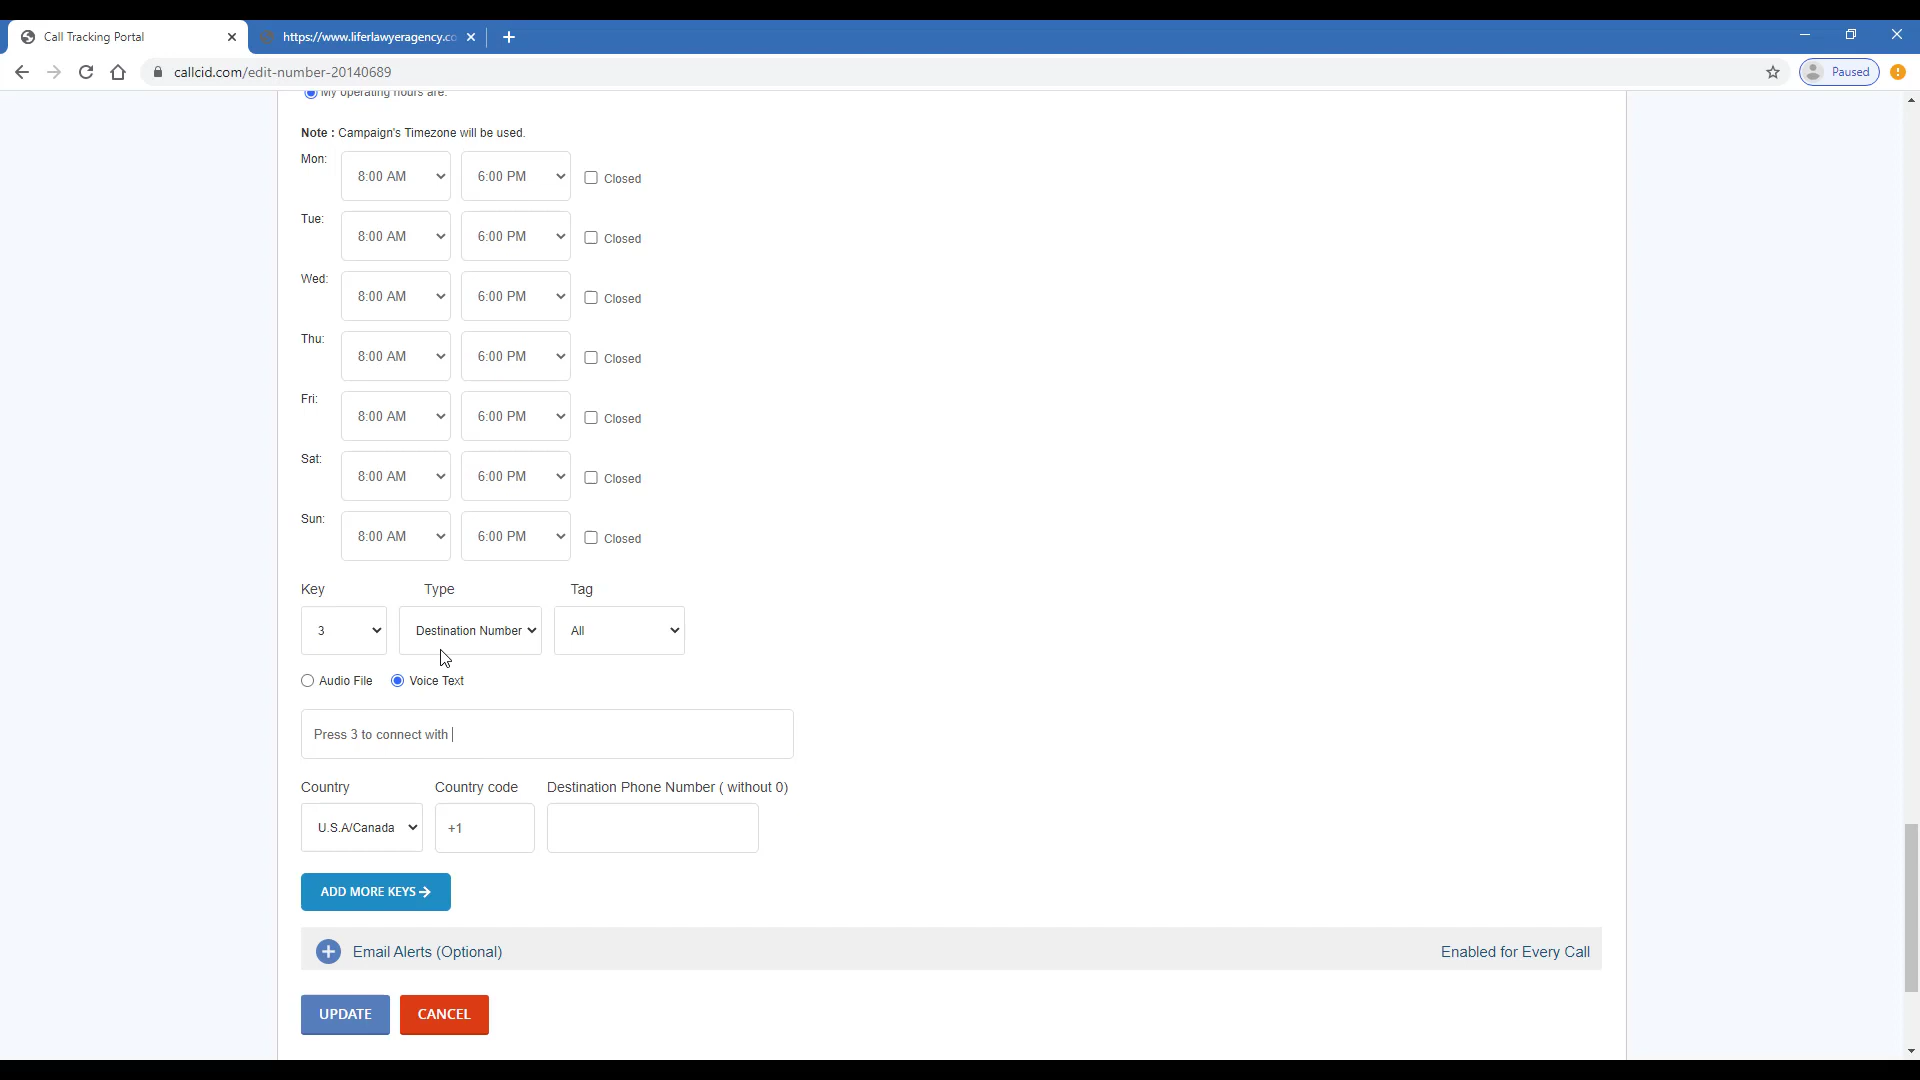 Call Tracking Portal
https://www.liferlawyeragency.co
callcid.com/edit-number-20140689
Paused
My operating hours are:
Note : Campaign's Timezone will be used.
Mon: 8:00 AM 6:00 PM Closed
Tue: 8:00 AM 6:00 PM Closed
Wed: 8:00 AM 6:00 PM Closed
Thu: 8:00 AM 6:00 PM Closed
Fri: 8:00 AM 6:00 PM Closed
Sat: 8:00 AM 6:00 PM Closed
Sun: 8:00 AM 6:00 PM Closed
Key Type Tag
3 Destination Number All
Audio File Voice Text
Press 3 to connect with
Country Country code Destination Phone Number ( without 0)
U.S.A/Canada +1
ADD MORE KEYS
Email Alerts (Optional) Enabled for Every Call
UPDATE CANCEL